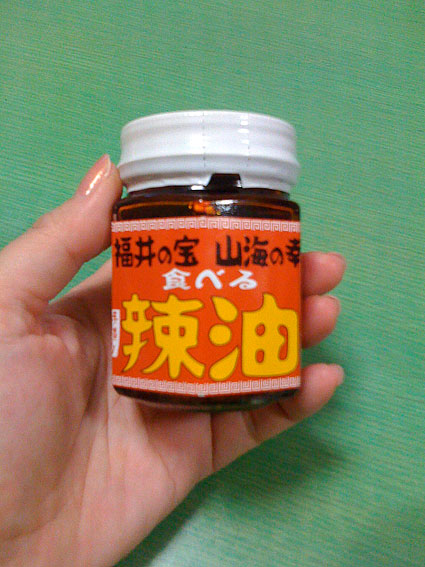 福井の宝 山海の幸
食べる
辣油